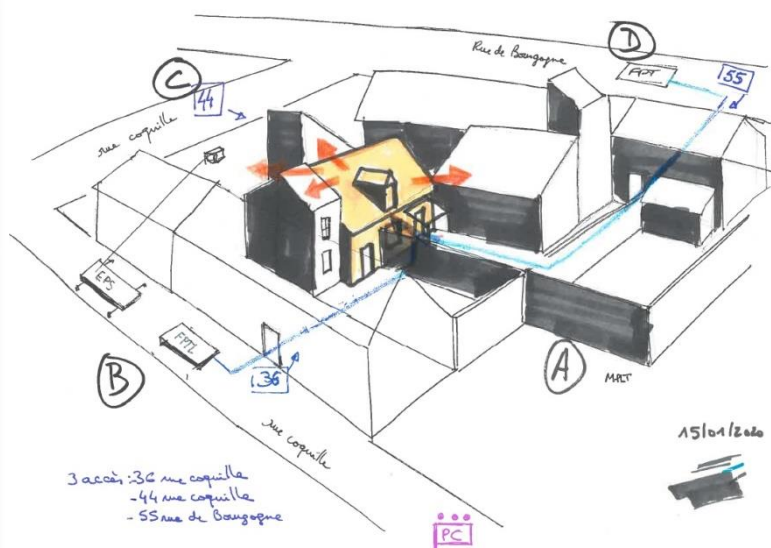 Rue de Bourgogne
D
FPT
55
C
44
rue coquille
EPS
FPTL
B
36
A
rue coquille
15/01/2020
3 accès : 36 rue coquille
- 44 rue coquille
- 55 rue de Bourgogne
PC